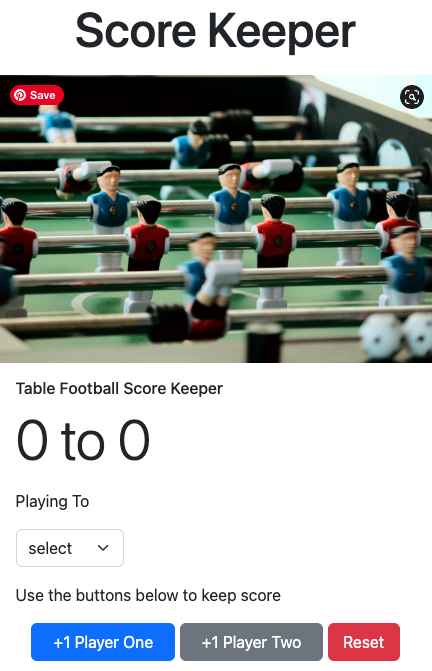 Score Keeper
Save
Table Football Score Keeper
0 to 0
Playing To
select
Use the buttons below to keep score
+1 Player One +1 Player Two Reset